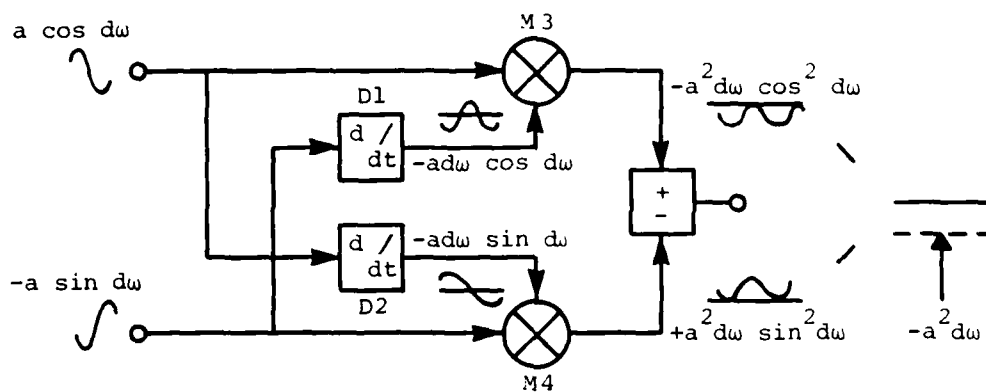 a cos dω
M3
-a²dω cos² dω
D1
d /
dt
-adω cos dω
+
-
-adω sin dω
d /
dt
D2
-a sin dω
+a²dω sin²dω
-a²dω
M4